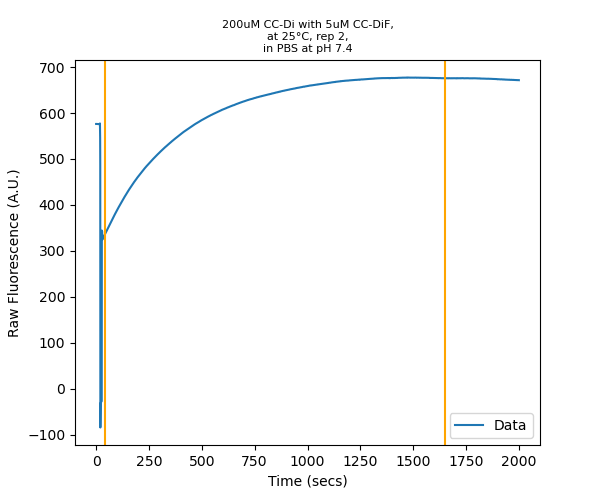 200uM CC-Di with 5uM CC-DiF,
at 25°C, rep 2,
in PBS at pH 7.4
700
600
500
400
300
200
100
0
−100
Raw Fluorescence (A.U.)
Data
0 250 500 750 1000 1250 1500 1750 2000
Time (secs)